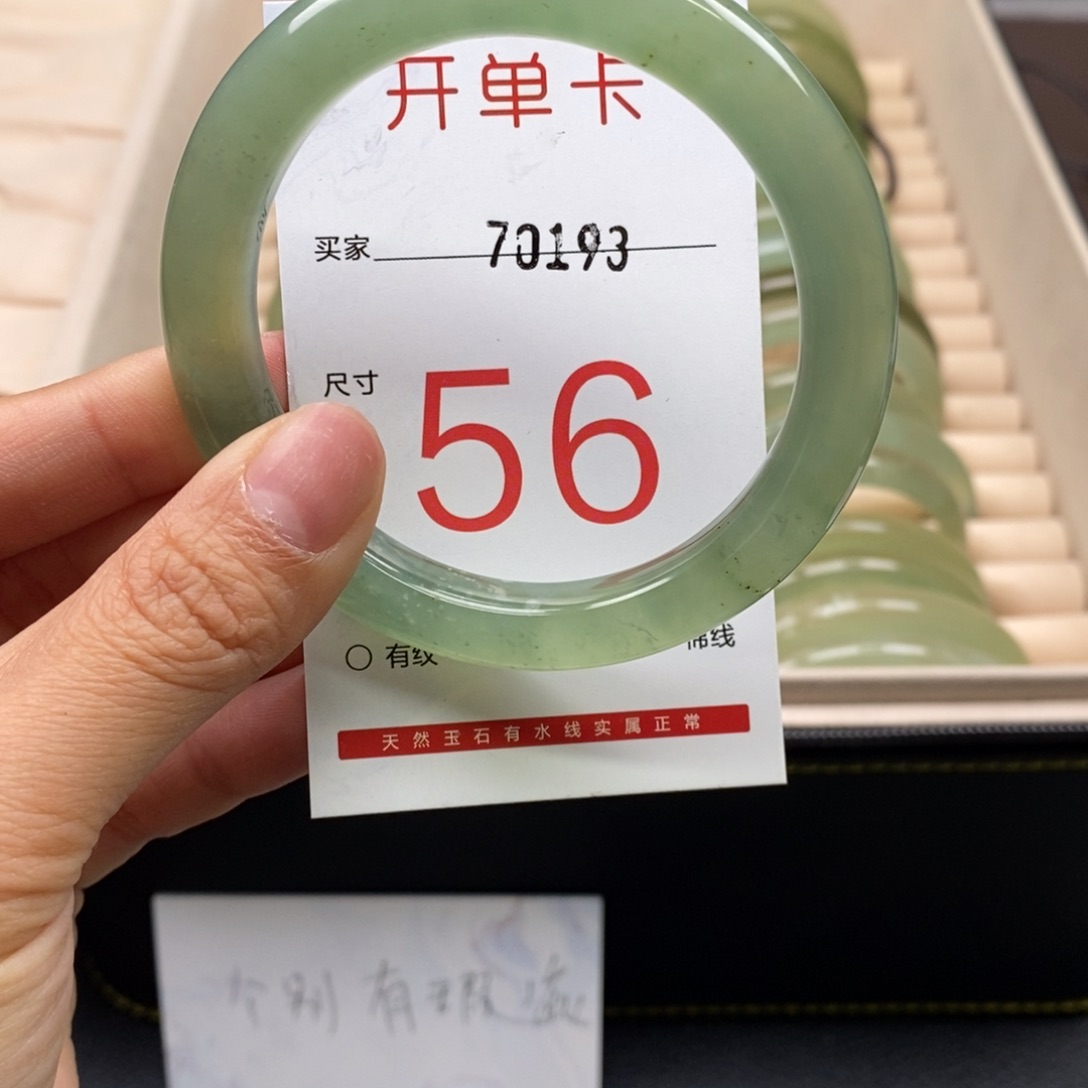 开单卡
买家 70193
尺寸 56
○ 有纹
天然玉石有水线实属正常
个别有瑕疵